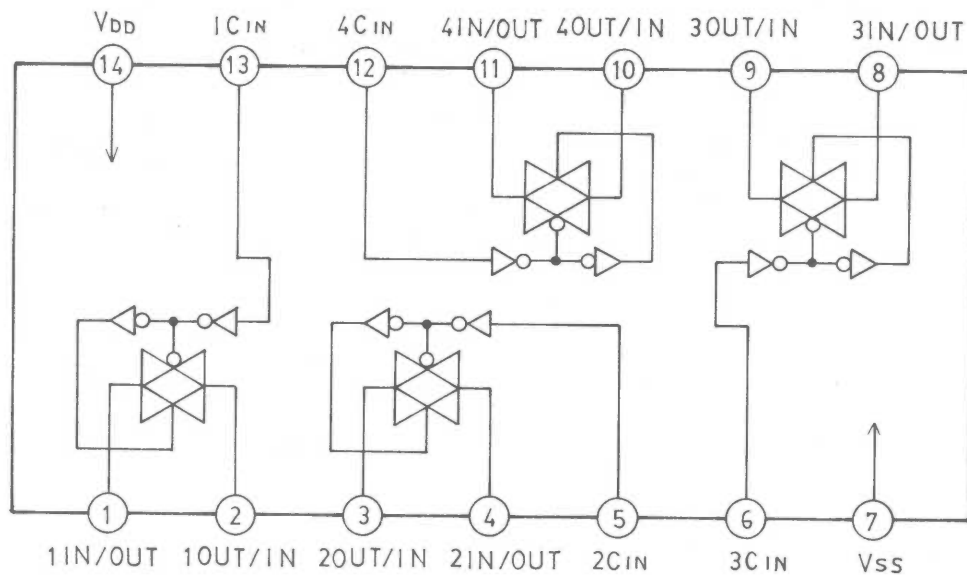 VDD 1CIN 4CIN 4IN/OUT 4OUT/IN 3OUT/IN 3IN/OUT
14 13 12 11 10 9 8
1 2 3 4 5 6 7
1IN/OUT 1OUT/IN 2OUT/IN 2IN/OUT 2CIN 3CIN VSS